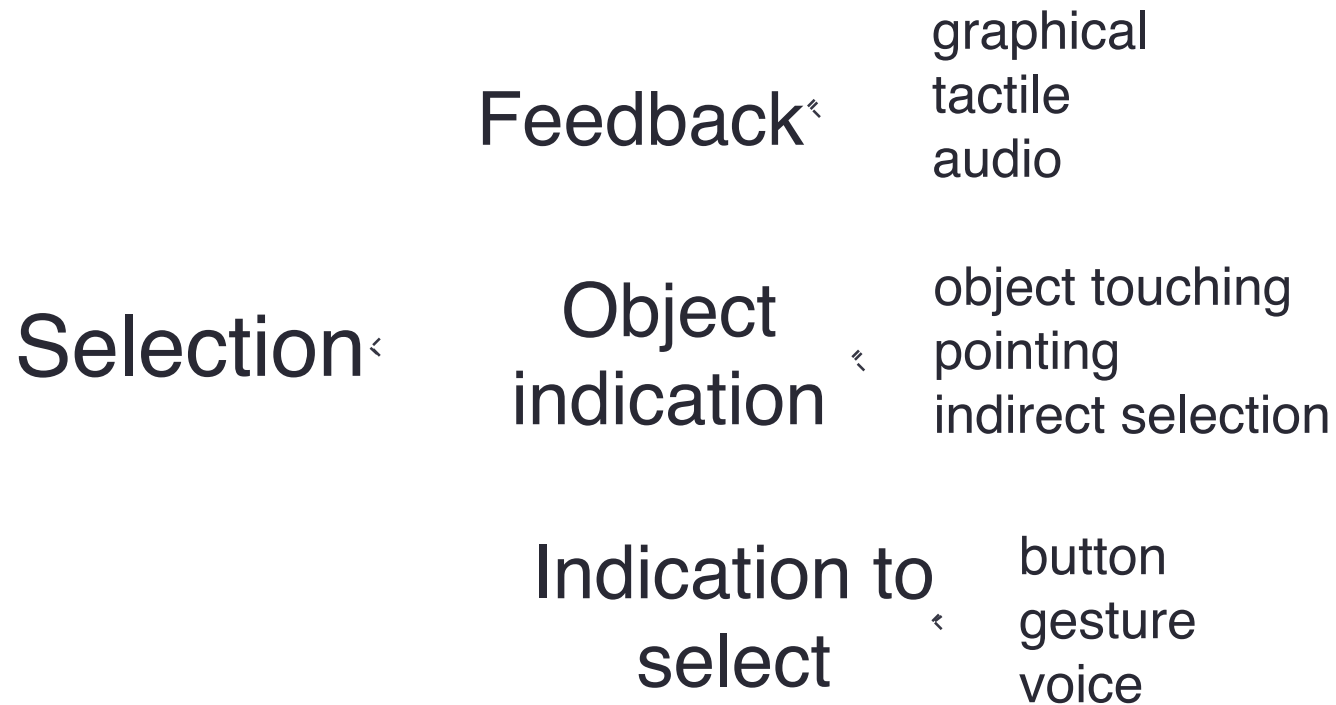 Selection
Feedback
graphical
tactile
audio
Object
indication
object touching
pointing
indirect selection
Indication to
select
button
gesture
voice